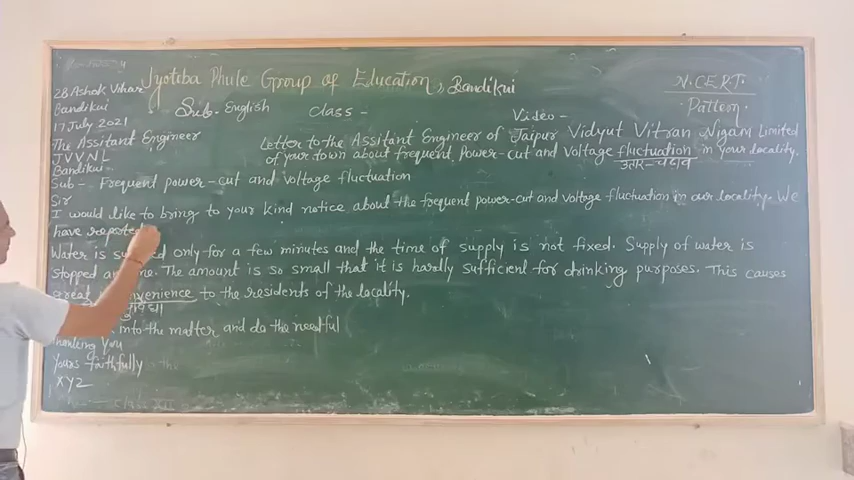 Jyoteba Phule Group of Education, Bandikui
N.C.E.R.T.
Pattern
Sub. English Class - Video -
28 Ashok Vihar
Bandikui
17 July 2021
The Assitant Engineer
J V V N L
Bandikui
Letter to the Assitant Engineer of Jaipur Vidyut Vitran Nigam Limited
of your town about frequent Power-cut and Voltage fluctuation in your locality.
उतार-चढ़ाव
Sub- Frequent power-cut and voltage fluctuation
Sir
I would like to bring to your kind notice about the frequent power-cut and voltage fluctuation in our locality. We
have reported
Water is only for a few minutes and the time of supply is not fixed. Supply of water is
stopped. The amount is so small that it is hardly sufficient for drinking purposes. This causes
great to the residents of the locality.
into the matter and do the needful
Thanking You
Yours faithfully
XYZ